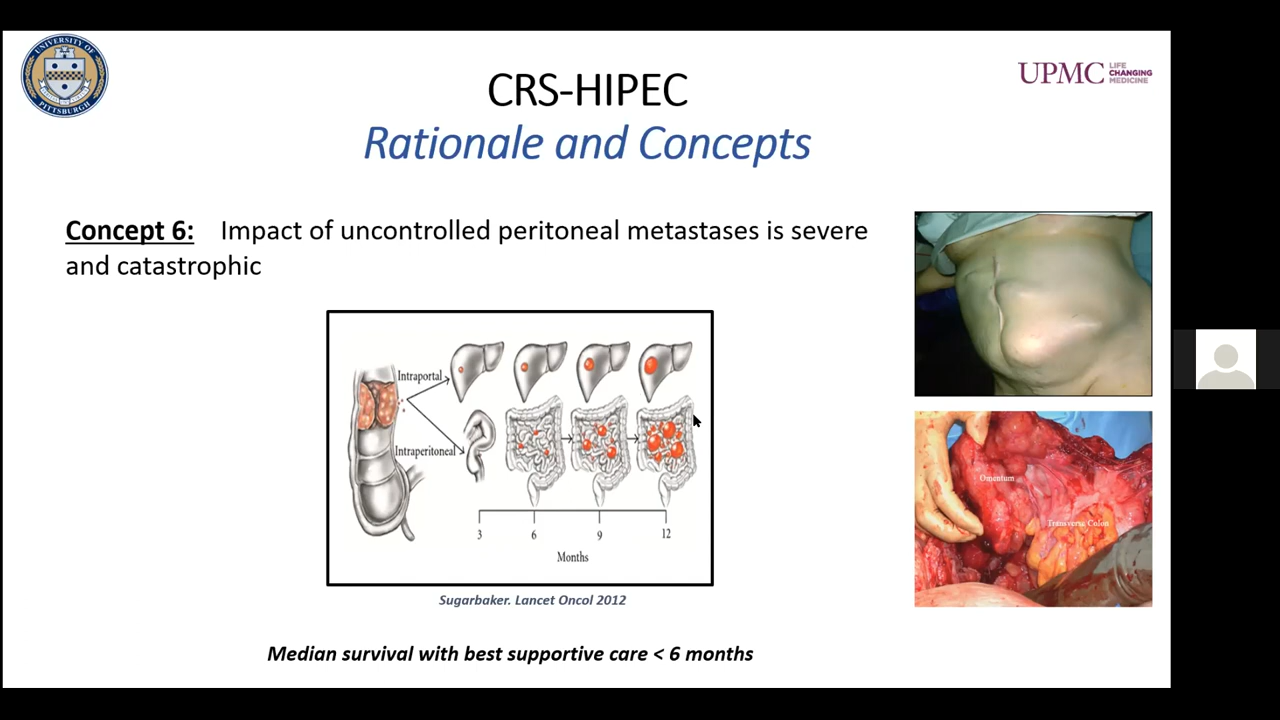 UNIVERSITY OF
PITTSBURGH
UPMC LIFE
CHANGING
MEDICINE
CRS-HIPEC
Rationale and Concepts
Concept 6: Impact of uncontrolled peritoneal metastases is severe
and catastrophic
Intraportal
Intraperitoneal
3 6 9 12
Months
Omentum
Transverse Colon
Sugarbaker. Lancet Oncol 2012
Median survival with best supportive care < 6 months